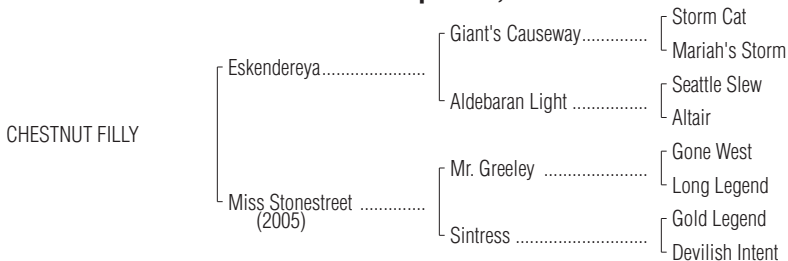 Storm Cat
Giant's Causeway..............
Mariah's Storm
Eskendereya......................
Seattle Slew
Aldebaran Light ................
Altair
CHESTNUT FILLY
Gone West
Mr. Greeley ......................
Long Legend
Miss Stonestreet ..............
(2005)
Gold Legend
Sintress ............................
Devilish Intent